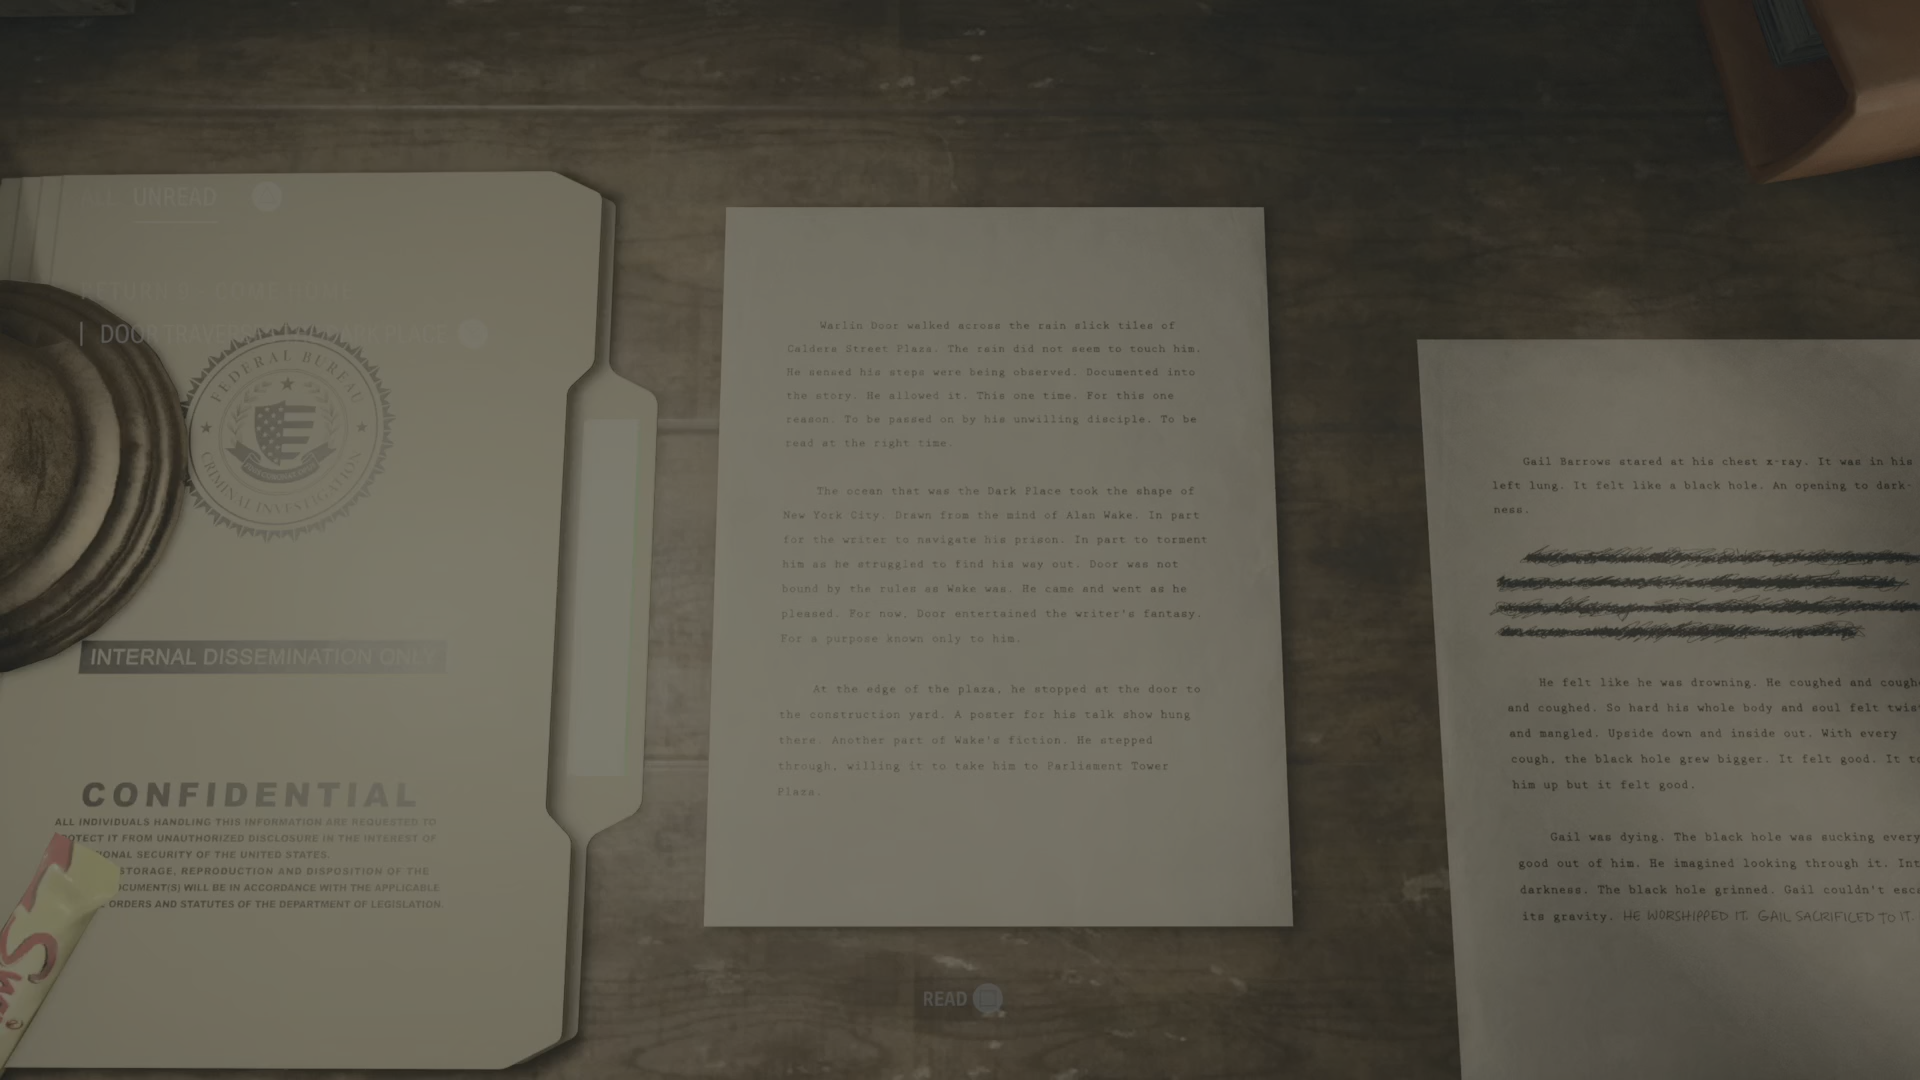 ALL UNREAD
RETURN 5 - COME HOME
DOOR TRAVERSES DARK PLACE
FEDERAL BUREAU
CRIMINAL INVESTIGATION
INTERNAL DISSEMINATION ONLY
CONFIDENTIAL
ALL INDIVIDUALS HANDLING THIS INFORMATION ARE REQUESTED TO
OTECT IT FROM UNAUTHORIZED DISCLOSURE IN THE INTEREST OF
ONAL SECURITY OF THE UNITED STATES.
STORAGE, REPRODUCTION AND DISPOSITION OF THE
OCUMENT(S) WILL BE IN ACCORDANCE WITH THE APPLICABLE
ORDERS AND STATUTES OF THE DEPARTMENT OF LEGISLATION.
Warlin Door walked across the rain slick tiles of
Caldera Street Plaza. The rain did not seem to touch him.
He sensed his steps were being observed. Documented into
the story. He allowed it. This one time. For this one
reason. To be passed on by his unwilling disciple. To be
read at the right time.
The ocean that was the Dark Place took the shape of
New York City. Drawn from the mind of Alan Wake. In part
for the writer to navigate his prison. In part to torment
him as he struggled to find his way out. Door was not
bound by the rules as Wake was. He came and went as he
pleased. For now, Door entertained the writer's fantasy.
For a purpose known only to him.
At the edge of the plaza, he stopped at the door to
the construction yard. A poster for his talk show hung
there. Another part of Wake's fiction. He stepped
through, willing it to take him to Parliament Tower
Plaza.
Gail Barrows stared at his chest x-ray. It was in his
left lung. It felt like a black hole. An opening to dark-
ness.
He felt like he was drowning. He coughed and coughe
and coughed. So hard his whole body and soul felt twis
and mangled. Upside down and inside out. With every
cough, the black hole grew bigger. It felt good. It to
him up but it felt good.
Gail was dying. The black hole was sucking every
good out of him. He imagined looking through it. Int
darkness. The black hole grinned. Gail couldn't esca
its gravity. HE WORSHIPPED IT. GAIL SACRIFICED TO IT.
READ